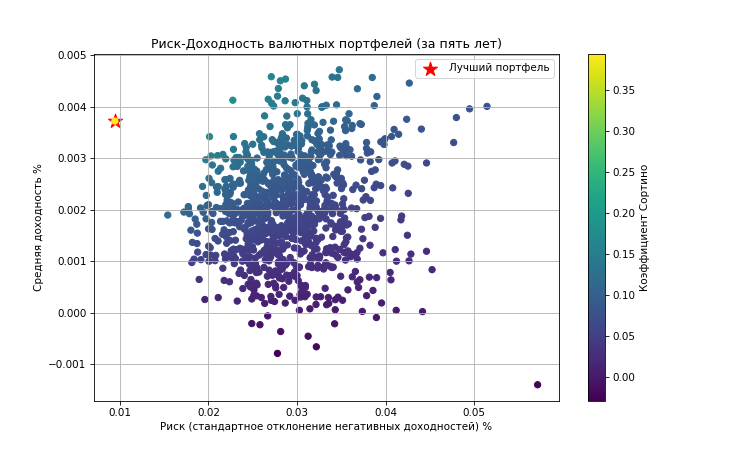 Риск-Доходность валютных портфелей (за пять лет)
Лучший портфель
0.005
0.004
0.003
0.002
0.001
0.000
−0.001
Средняя доходность %
0.01 0.02 0.03 0.04 0.05
Риск (стандартное отклонение негативных доходностей) %
0.35
0.30
0.25
0.20
0.15
0.10
0.05
0.00
Коэффициент Сортино